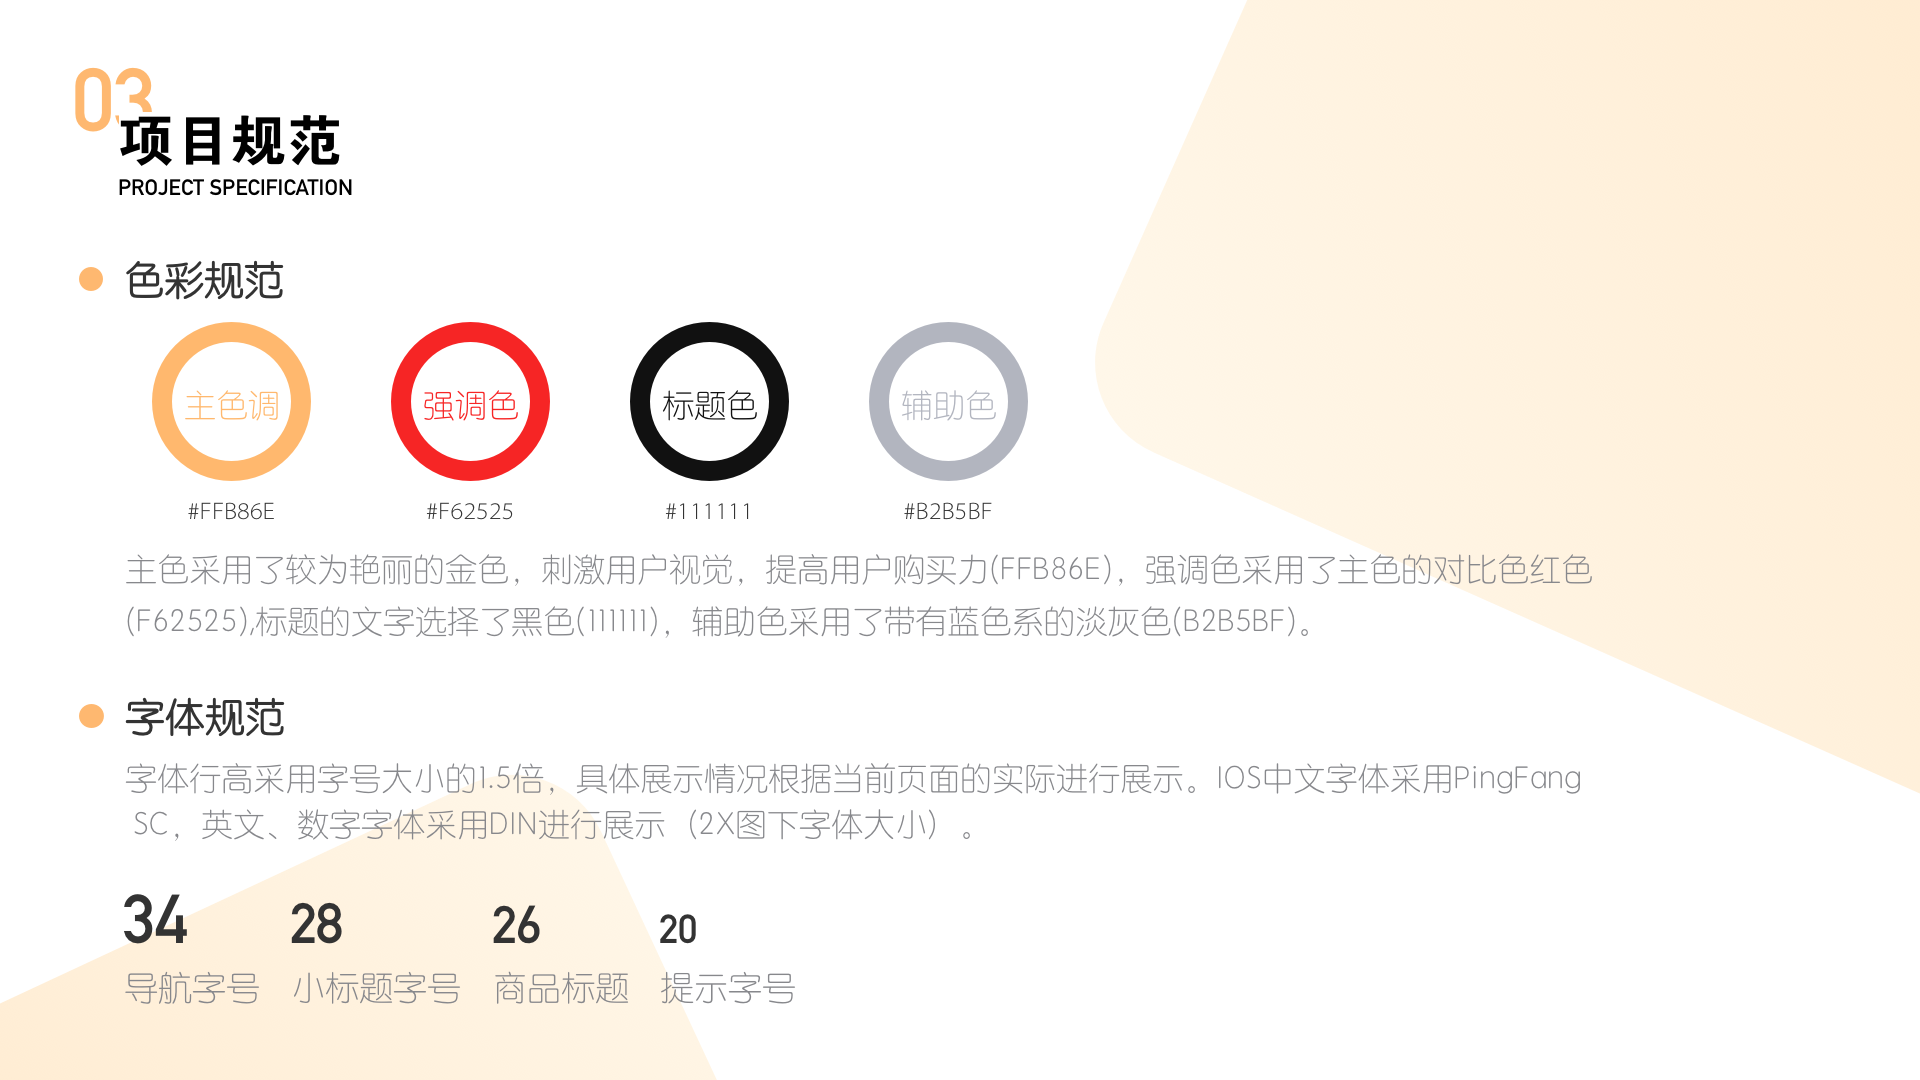 03
项目规范
PROJECT SPECIFICATION
色彩规范
主色调
强调色
标题色
辅助色
#FFB86E
#F62525
#111111
#B2B5BF
主色采用了较为艳丽的金色，刺激用户视觉，提高用户购买力(FFB86E)，强调色采用了主色的对比色红色
(F62525),标题的文字选择了黑色(111111)，辅助色采用了带有蓝色系的淡灰色(B2B5BF)。
字体规范
字体行高采用字号大小的1.5倍，具体展示情况根据当前页面的实际进行展示。IOS中文字体采用PingFang
SC，英文、数字字体采用DIN进行展示（2X图下字体大小）。
34
28
26
20
导航字号
小标题字号
商品标题
提示字号